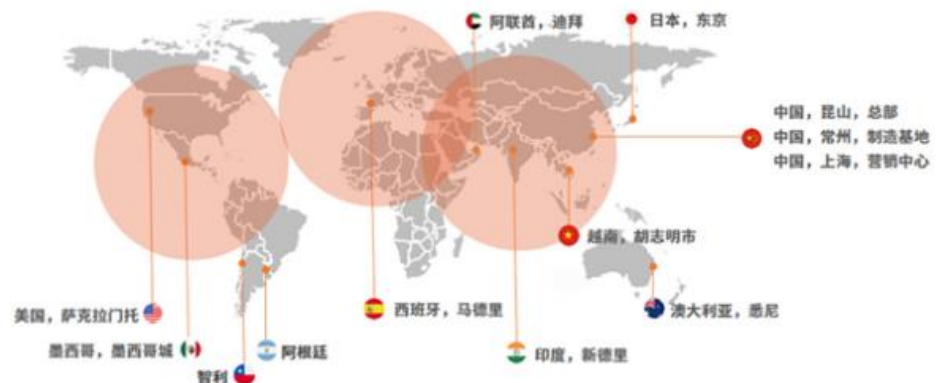 阿联酋，迪拜
日本，东京
中国，昆山，总部
中国，常州，制造基地
中国，上海，营销中心
越南，胡志明市
美国，萨克拉门托
西班牙，马德里
澳大利亚，悉尼
墨西哥，墨西哥城
阿根廷
印度，新德里
智利